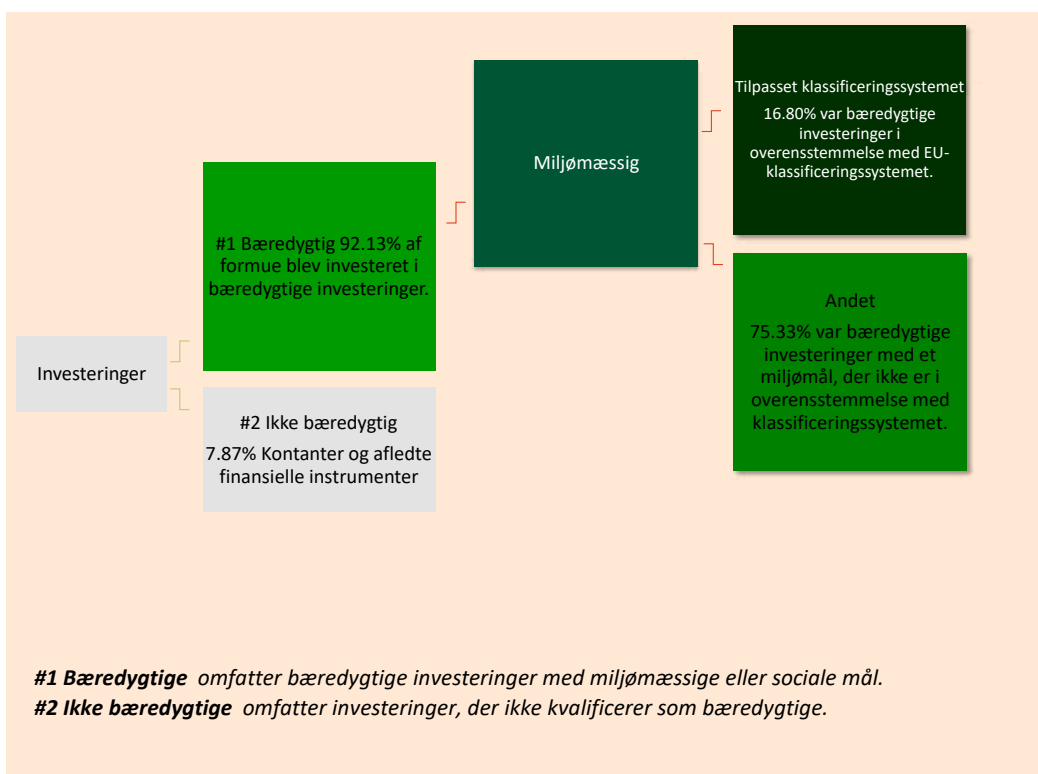 Investeringer
#1 Bæredygtig 92.13% af
formue blev investeret i
bæredygtige investeringer.
#2 Ikke bæredygtig
7.87% Kontanter og afledte
finansielle instrumenter
Miljømæssig
Tilpasset klassificeringssystemet
16.80% var bæredygtige
investeringer i
overensstemmelse med EU-
klassificeringssystemet.
Andet
75.33% var bæredygtige
investeringer med et
miljømål, der ikke er i
overensstemmelse med
klassificeringssystemet.
#1 Bæredygtige omfatter bæredygtige investeringer med miljømæssige eller sociale mål.
#2 Ikke bæredygtige omfatter investeringer, der ikke kvalificerer som bæredygtige.